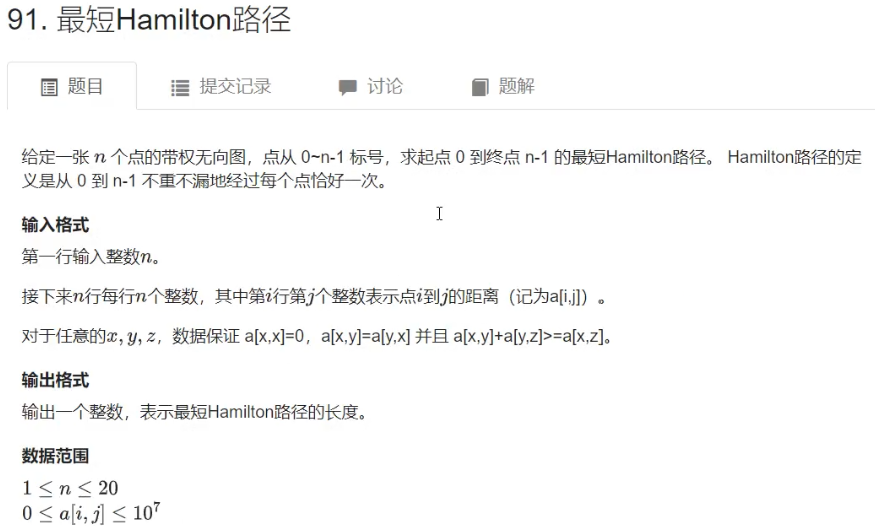 91. 最短Hamilton路径
题目 提交记录 讨论 题解
给定一张 n 个点的带权无向图，点从 0~n-1 标号，求起点 0 到终点 n-1 的最短Hamilton路径。 Hamilton路径的定
义是从 0 到 n-1 不重不漏地经过每个点恰好一次。
输入格式
第一行输入整数n。
接下来n行每行n个整数，其中第i行第j个整数表示点i到j的距离（记为a[i,j]）。
对于任意的x, y, z，数据保证 a[x,x]=0，a[x,y]=a[y,x] 并且 a[x,y]+a[y,z]>=a[x,z]。
输出格式
输出一个整数，表示最短Hamilton路径的长度。
数据范围
1 ≤ n ≤ 20
0 ≤ a[i, j] ≤ 10⁷